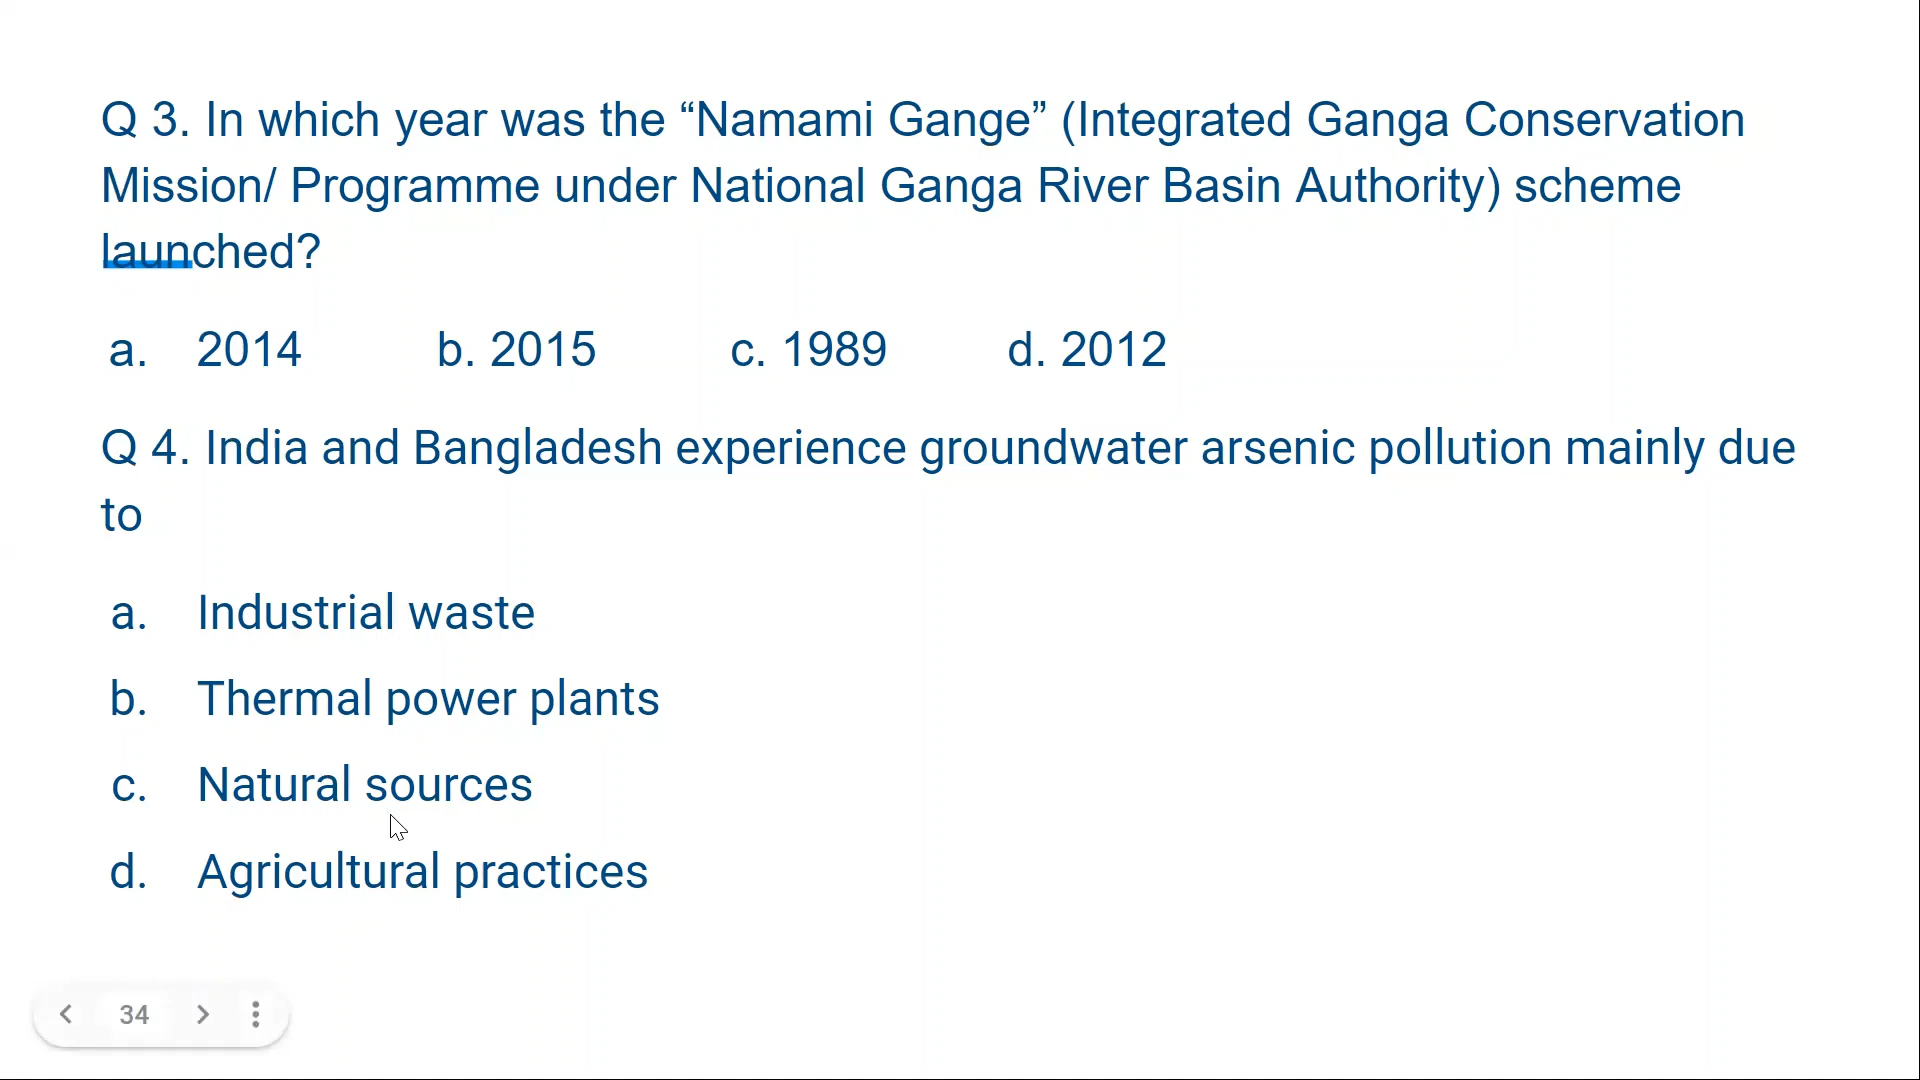 Q 3. In which year was the “Namami Gange” (Integrated Ganga Conservation
Mission/ Programme under National Ganga River Basin Authority) scheme
launched?
a. 2014 b. 2015 c. 1989 d. 2012
Q 4. India and Bangladesh experience groundwater arsenic pollution mainly due
to
a. Industrial waste
b. Thermal power plants
c. Natural sources
d. Agricultural practices
34